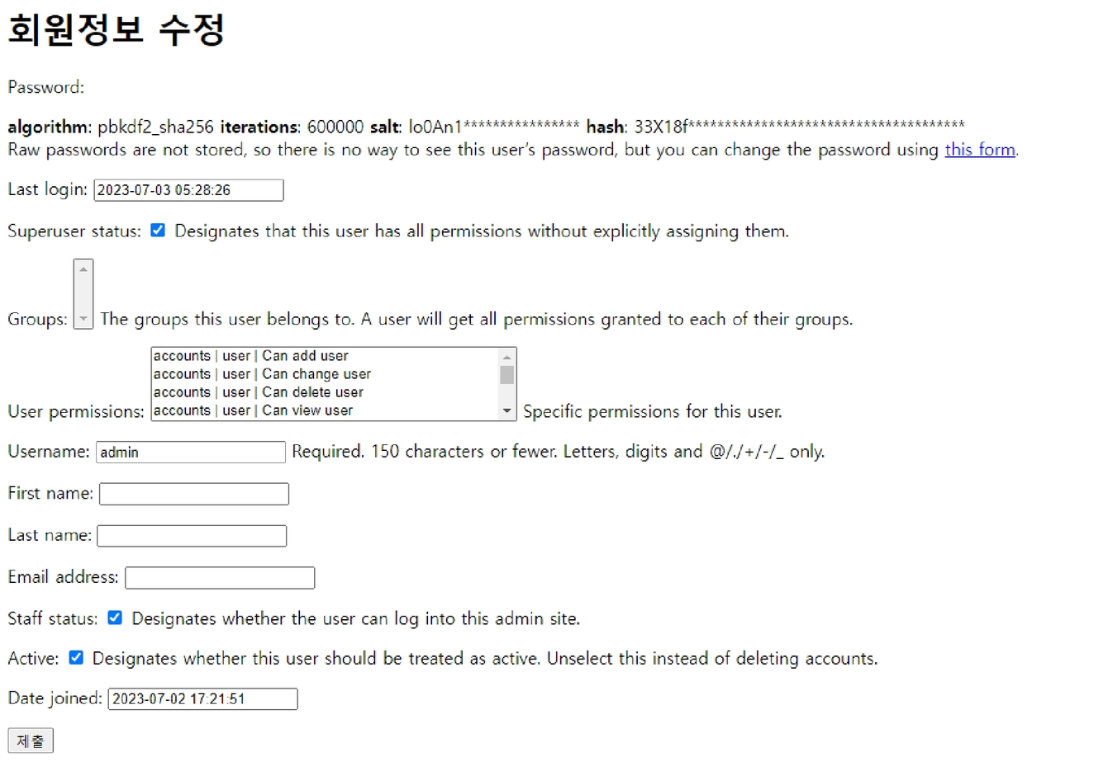 회원정보 수정
Password:
algorithm: pbkdf2_sha256 iterations: 600000 salt: lo0An1**************** hash: 33X18f**************************************
Raw passwords are not stored, so there is no way to see this user's password, but you can change the password using this form.
Last login: 2023-07-03 05:28:26
Superuser status: Designates that this user has all permissions without explicitly assigning them.
Groups: The groups this user belongs to. A user will get all permissions granted to each of their groups.
accounts | user | Can add user
accounts | user | Can change user
accounts | user | Can delete user
User permissions: accounts | user | Can view user Specific permissions for this user.
Username: admin Required. 150 characters or fewer. Letters, digits and @/./+/-/_ only.
First name:
Last name:
Email address:
Staff status: Designates whether the user can log into this admin site.
Active: Designates whether this user should be treated as active. Unselect this instead of deleting accounts.
Date joined: 2023-07-02 17:21:51
제출